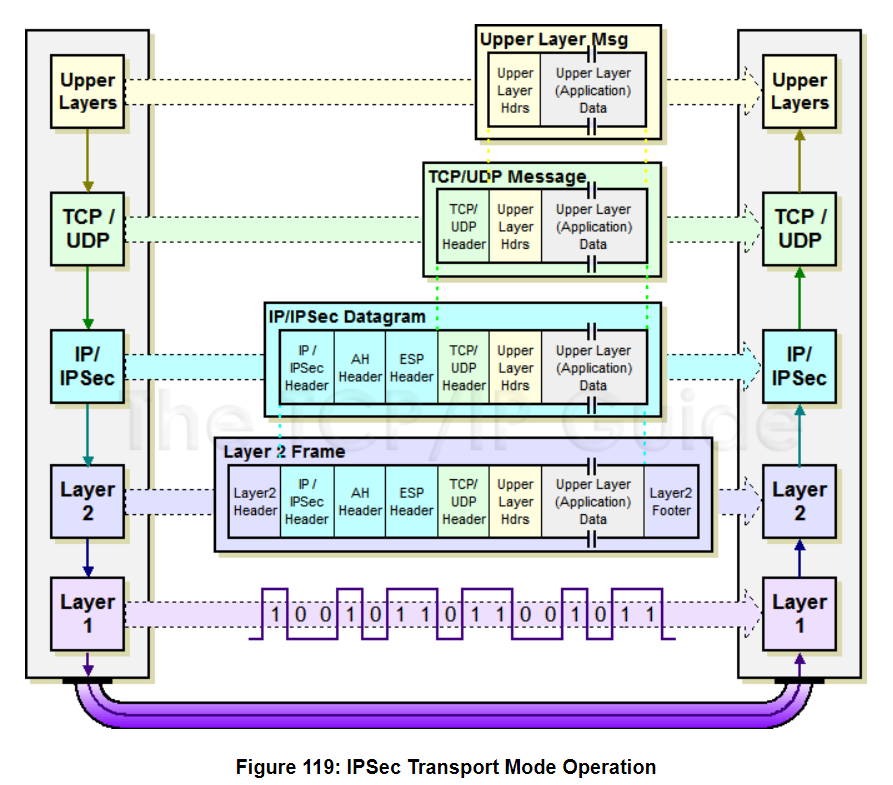 Upper Layer Msg
Upper
Layers
Upper
Layer
Hdrs
Upper Layer
(Application)
Data
Upper
Layers
TCP/UDP Message
TCP /
UDP
TCP/
UDP
Header
Upper
Layer
Hdrs
Upper Layer
(Application)
Data
TCP /
UDP
IP/IPSec Datagram
IP/
IPSec
IP /
IPSec
Header
AH
Header
ESP
Header
TCP/
UDP
Header
Upper
Layer
Hdrs
Upper Layer
(Application)
Data
IP/
IPSec
The TCP/IP Guide
Layer 2 Frame
Layer
2
Layer2
Header
IP /
IPSec
Header
AH
Header
ESP
Header
TCP/
UDP
Header
Upper
Layer
Hdrs
Upper Layer
(Application)
Data
Layer2
Footer
Layer
2
Layer
1
1 0 0 1 0 1 1 0 1 1 0 0 1 0 1 1
Layer
1
Figure 119: IPSec Transport Mode Operation